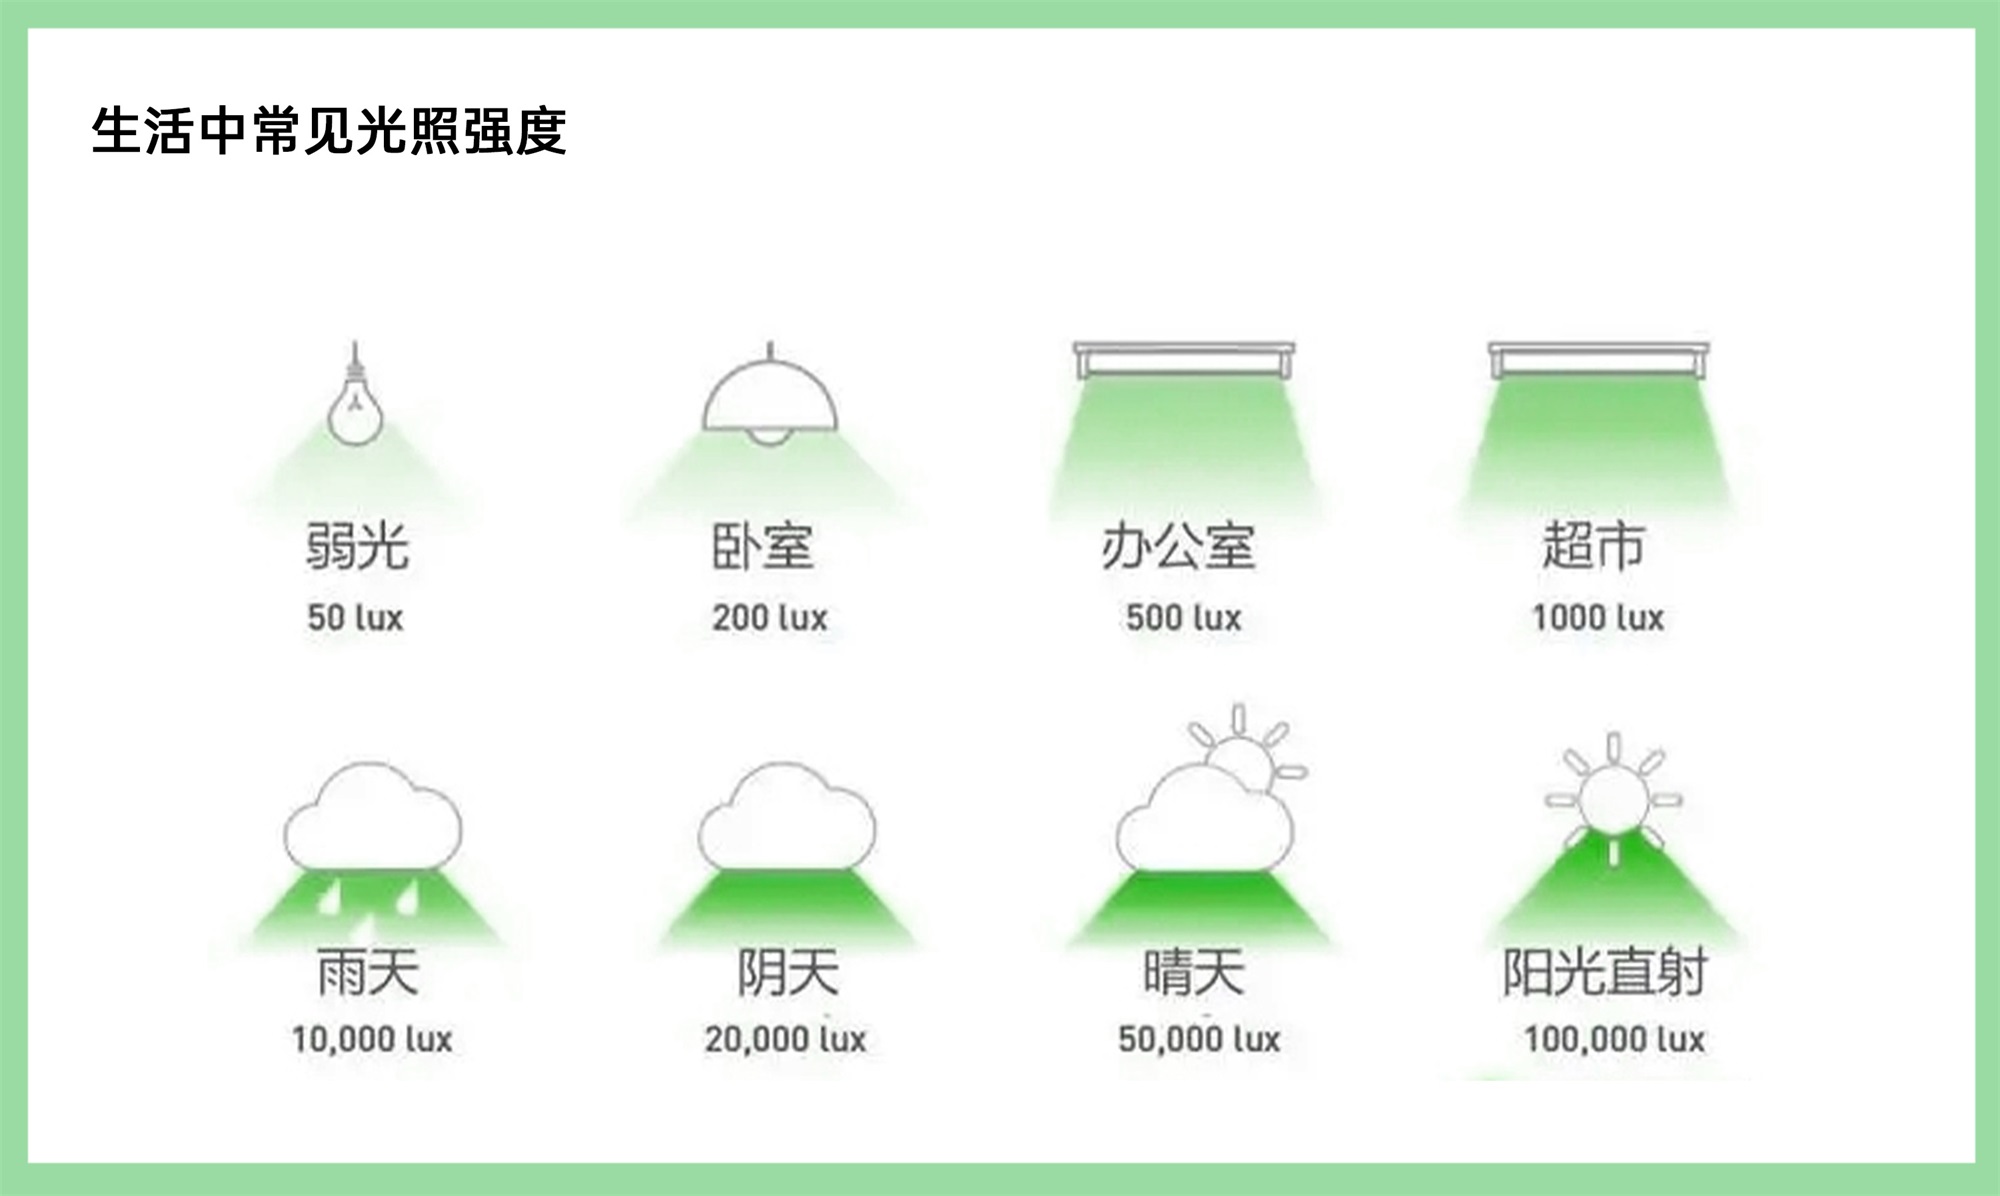 生活中常见光照强度
弱光
卧室
办公室
超市
50 lux
200 lux
500 lux
1000 lux
雨天
阴天
晴天
阳光直射
10,000 lux
20,000 lux
50,000 lux
100,000 lux